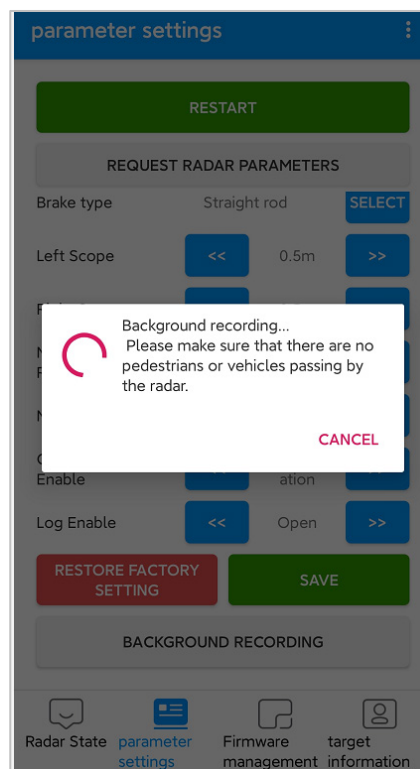 parameter settings
RESTART
REQUEST RADAR PARAMETERS
Brake type Straight rod SELECT
Left Scope << 0.5m >>
Background recording...
Please make sure that there are no
pedestrians or vehicles passing by
the radar.
CANCEL
Enable ation
Log Enable << Open >>
RESTORE FACTORY
SETTING
SAVE
BACKGROUND RECORDING
Radar State
parameter
settings
Firmware
management
target
information